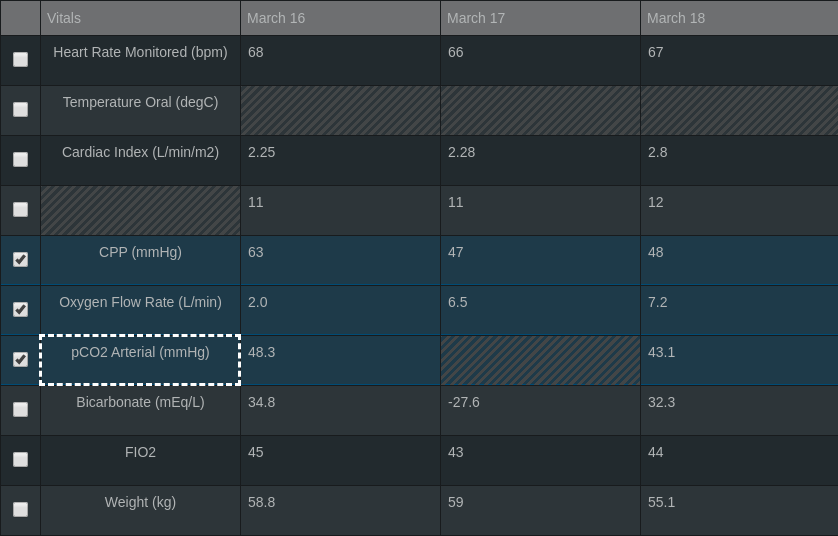 Vitals March 16 March 17 March 18
Heart Rate Monitored (bpm) 68 66 67
Temperature Oral (degC)
Cardiac Index (L/min/m2) 2.25 2.28 2.8
11 11 12
CPP (mmHg) 63 47 48
Oxygen Flow Rate (L/min) 2.0 6.5 7.2
pCO2 Arterial (mmHg) 48.3 43.1
Bicarbonate (mEq/L) 34.8 -27.6 32.3
FIO2 45 43 44
Weight (kg) 58.8 59 55.1